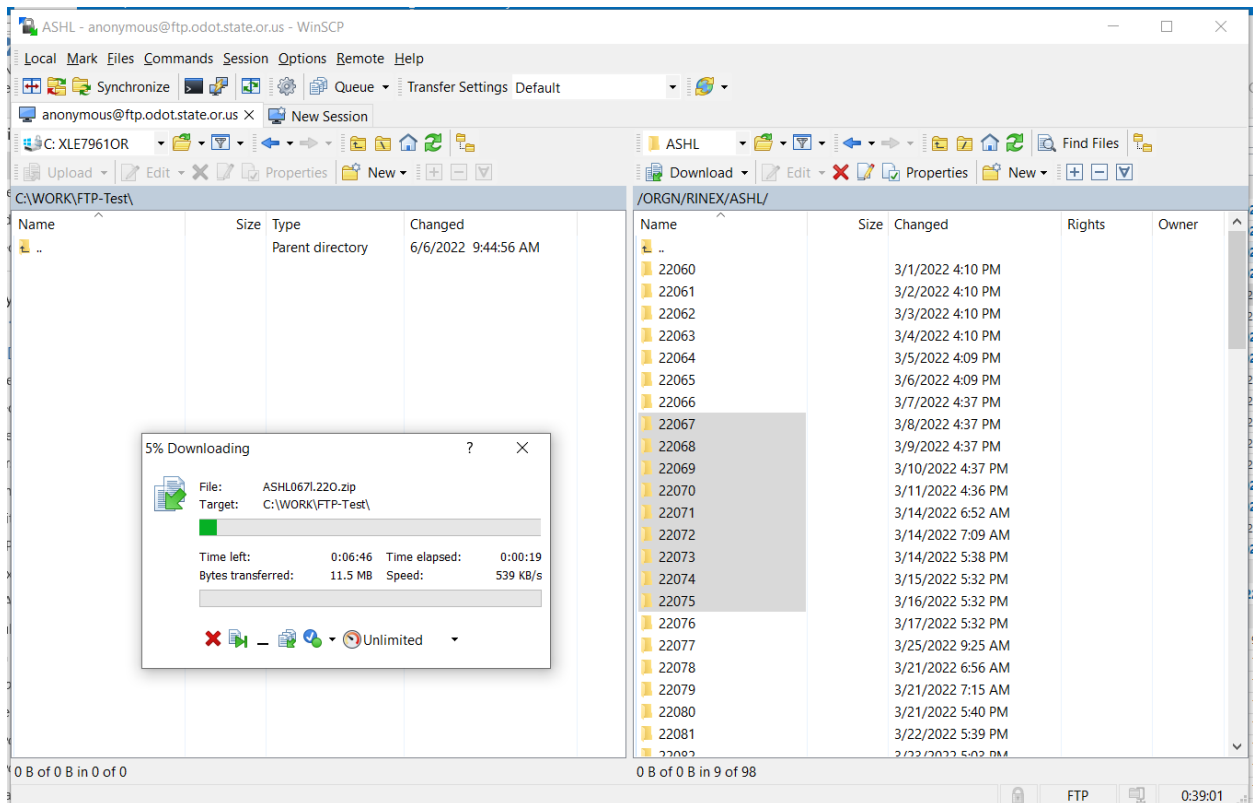 ASHL - anonymous@ftp.odot.state.or.us - WinSCP
Local Mark Files Commands Session Options Remote Help
Synchronize Queue Transfer Settings Default
anonymous@ftp.odot.state.or.us × New Session
C: XLE7961OR ASHL Find Files
Upload Edit Properties New Download Edit Properties New
C:\WORK\FTP-Test\ /ORGN/RINEX/ASHL/
Name Size Type Changed Name Size Changed Rights Owner
.. Parent directory 6/6/2022 9:44:56 AM ..
22060 3/1/2022 4:10 PM
22061 3/2/2022 4:10 PM
22062 3/3/2022 4:10 PM
22063 3/4/2022 4:10 PM
22064 3/5/2022 4:09 PM
22065 3/6/2022 4:09 PM
22066 3/7/2022 4:37 PM
22067 3/8/2022 4:37 PM
22068 3/9/2022 4:37 PM
22069 3/10/2022 4:37 PM
22070 3/11/2022 4:36 PM
22071 3/14/2022 6:52 AM
22072 3/14/2022 7:09 AM
22073 3/14/2022 5:38 PM
22074 3/15/2022 5:32 PM
22075 3/16/2022 5:32 PM
22076 3/17/2022 5:32 PM
22077 3/25/2022 9:25 AM
22078 3/21/2022 6:56 AM
22079 3/21/2022 7:15 AM
22080 3/21/2022 5:40 PM
22081 3/22/2022 5:39 PM
22082 3/23/2022 5:03 PM
5% Downloading ?
File: ASHL067l.22O.zip
Target: C:\WORK\FTP-Test\
Time left: 0:06:46 Time elapsed: 0:00:19
Bytes transferred: 11.5 MB Speed: 539 KB/s
Unlimited
0 B of 0 B in 0 of 0 0 B of 0 B in 9 of 98
FTP 0:39:01